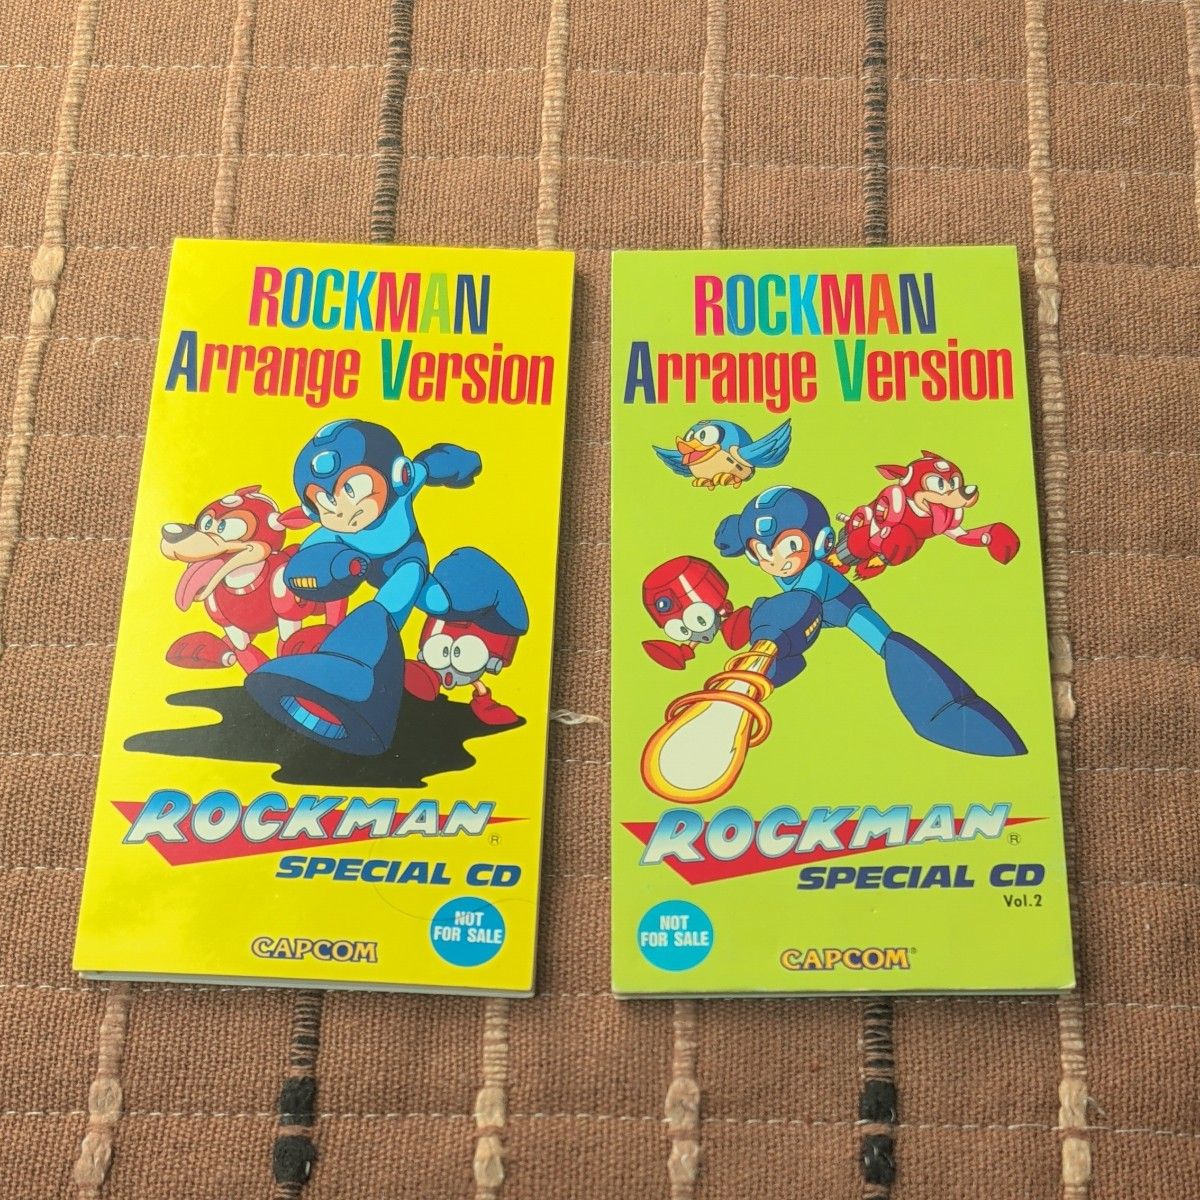 ROCKMAN
Arrange Version
ROCKMAN®
SPECIAL CD
NOT
FOR SALE
CAPCOM
ROCKMAN
Arrange Version
ROCKMAN®
SPECIAL CD
Vol.2
NOT
FOR SALE
CAPCOM®